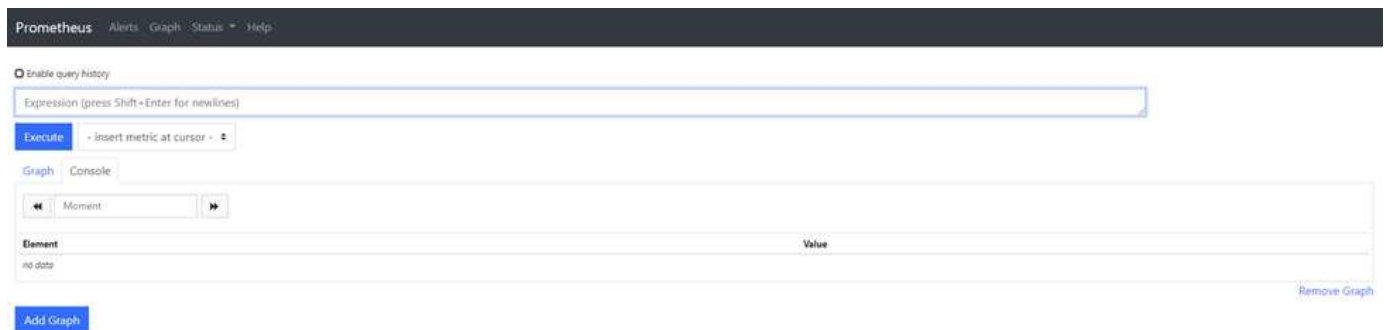 Prometheus Alerts Graph Status Help
Enable query history
Expression (press Shift+Enter for newlines)
Execute - insert metric at cursor -
Graph Console
Moment
Element Value
no data
Remove Graph
Add Graph